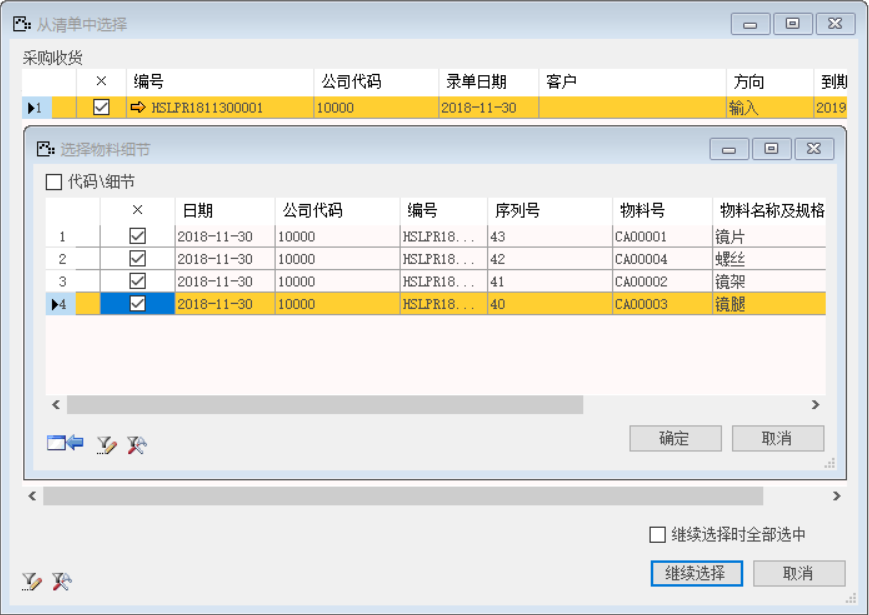 从清单中选择
采购收货
× 编号 公司代码 录单日期 客户 方向 到期
1 HSLPR1811300001 10000 2018-11-30 输入 2019
选择物料细节
代码\细节
× 日期 公司代码 编号 序列号 物料号 物料名称及规格
1 2018-11-30 10000 HSLPR18... 43 CA00001 镜片
2 2018-11-30 10000 HSLPR18... 42 CA00004 螺丝
3 2018-11-30 10000 HSLPR18... 41 CA00002 镜架
4 2018-11-30 10000 HSLPR18... 40 CA00003 镜腿
确定 取消
继续选择时全部选中
继续选择 取消